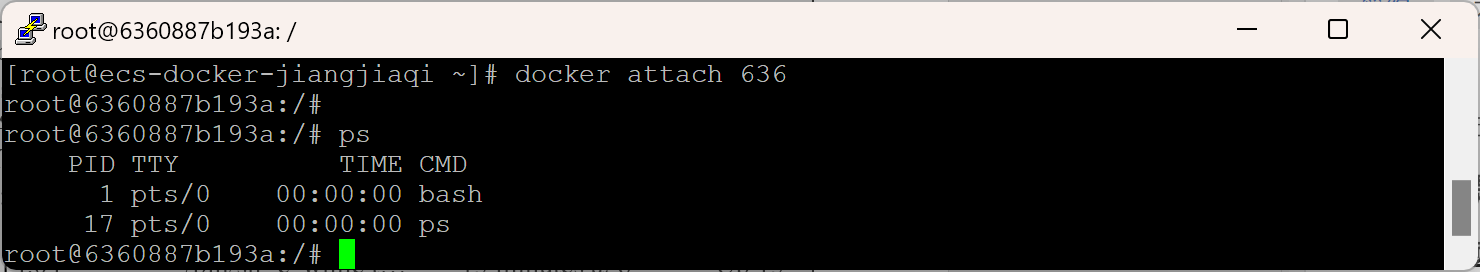 root@6360887b193a: /
[root@ecs-docker-jiangjiaqi ~]# docker attach 636
root@6360887b193a:/#
root@6360887b193a:/# ps
    PID TTY          TIME CMD
      1 pts/0    00:00:00 bash
     17 pts/0    00:00:00 ps
root@6360887b193a:/#